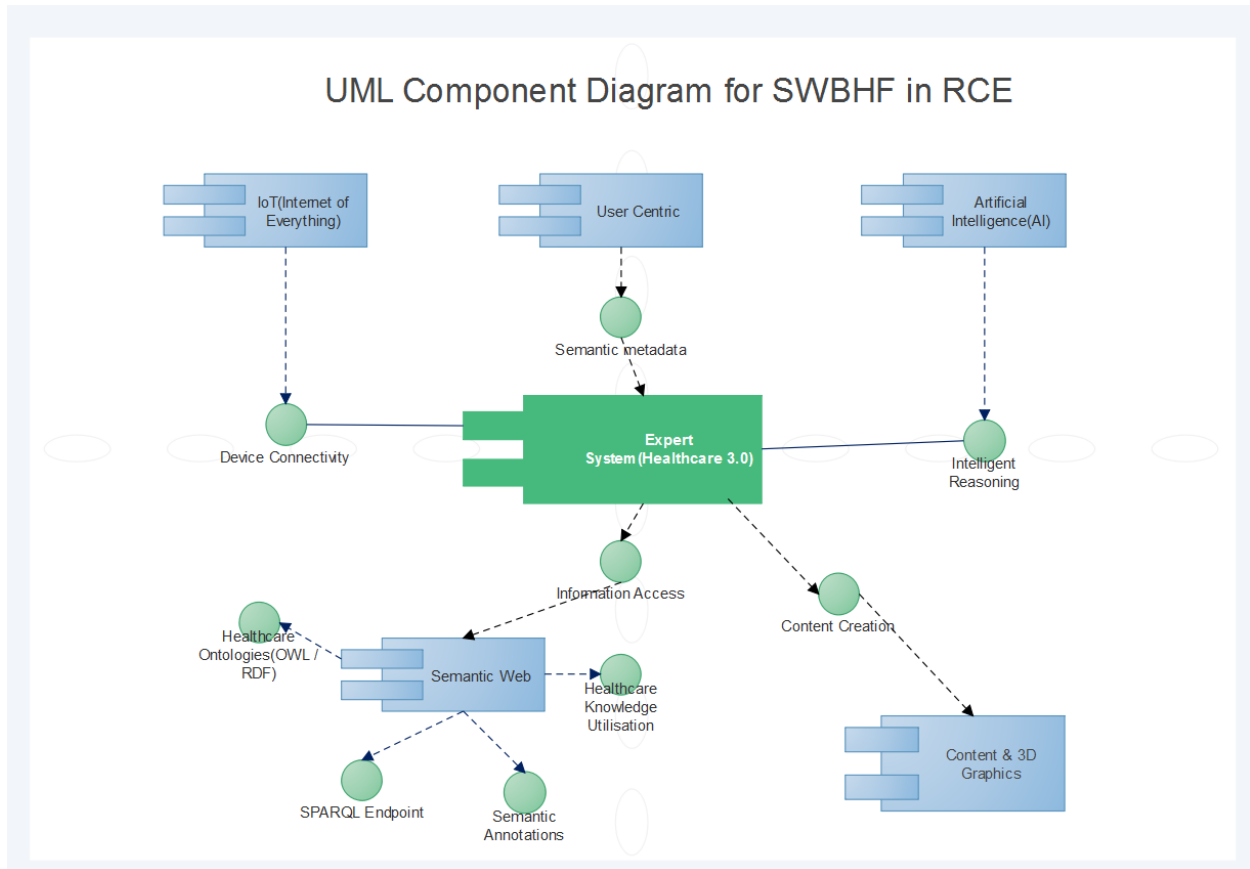 UML Component Diagram for SWBHF in RCE
IoT(Internet of
Everything)
User Centric
Artificial
Intelligence(AI)
Semantic metadata
Device Connectivity
Expert
System(Healthcare 3.0)
Intelligent
Reasoning
Information Access
Content Creation
Healthcare
Ontologies(OWL /
RDF)
Semantic Web
Healthcare
Knowledge
Utilisation
Content & 3D
Graphics
SPARQL Endpoint
Semantic
Annotations